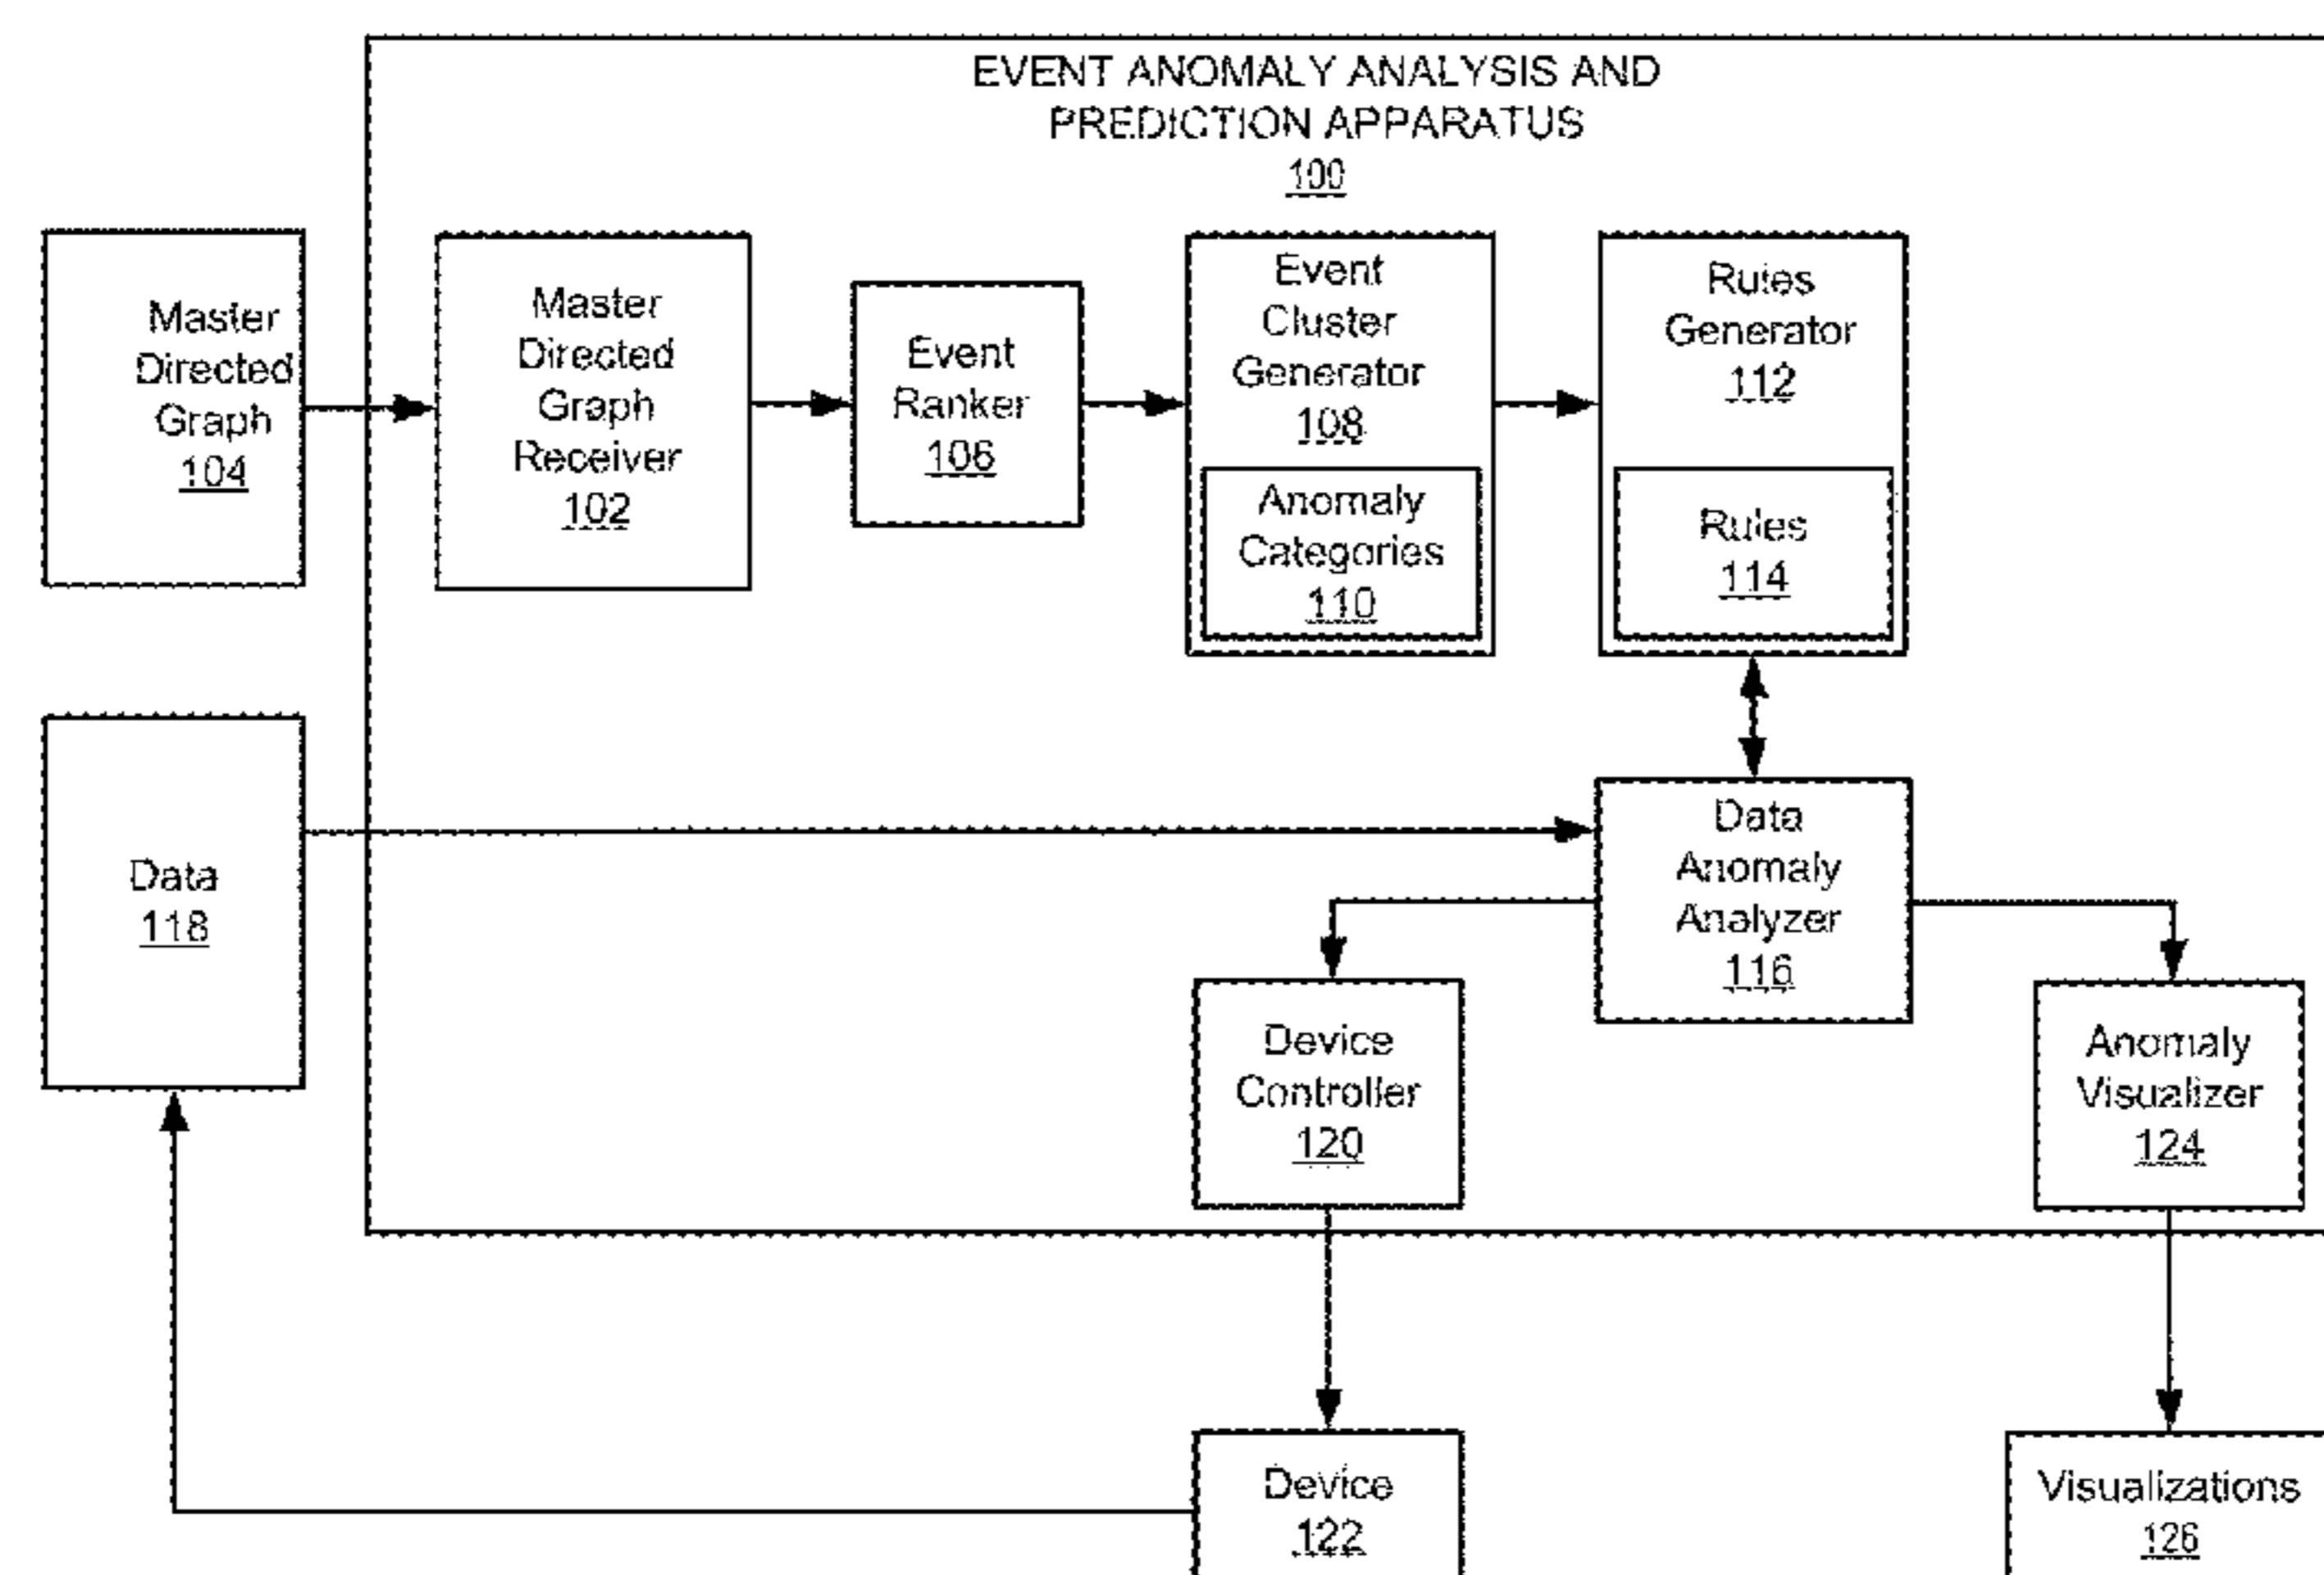 EVENT ANOMALY ANALYSIS AND
PREDICTION APPARATUS
100
Master
Directed
Graph
104
Master
Directed
Graph
Receiver
102
Event
Ranker
106
Event
Cluster
Generator
108
Anomaly
Categories
110
Rules
Generator
112
Rules
114
Data
118
Data
Anomaly
Analyzer
116
Device
Controller
120
Anomaly
Visualizer
124
Device
122
Visualizations
126